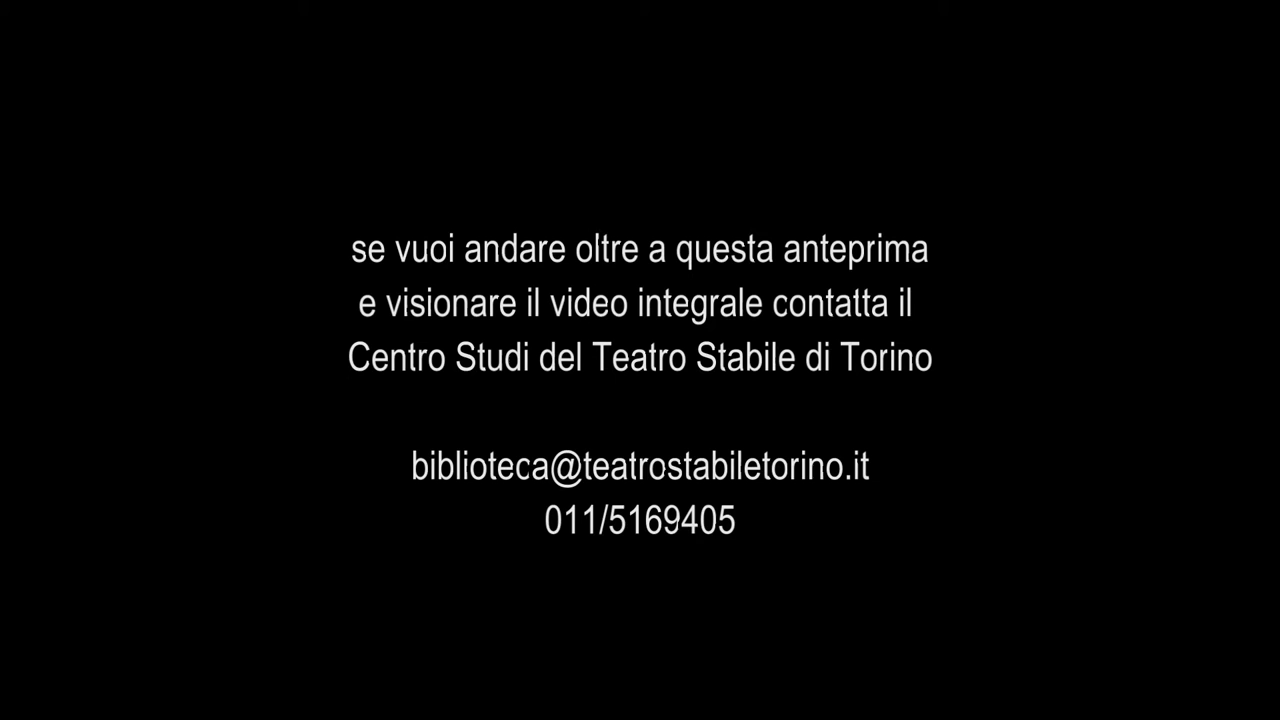 se vuoi andare oltre a questa anteprima
e visionare il video integrale contatta il
Centro Studi del Teatro Stabile di Torino
biblioteca@teatrostabiletorino.it
011/5169405